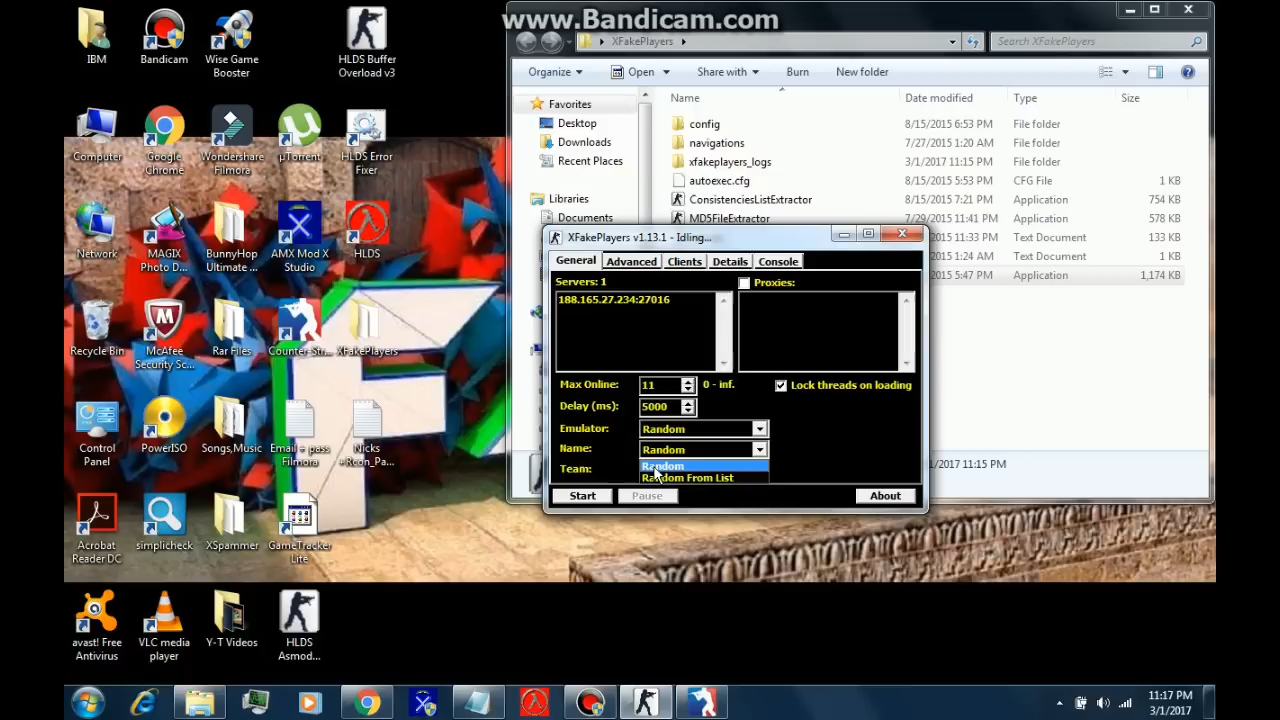 www.Bandicam.com
IBM
Bandicam
Wise Game
Booster
HLDS Buffer
Overload v3
Computer
Google
Chrome
Wondershare
Filmora
µTorrent
HLDS Error
Fixer
Network
MAGIX
Photo D...
BunnyHop
Ultimate ...
AMX Mod X
Studio
HLDS
Recycle Bin
McAfee
Security Sc...
Rar Files
Counter-Str...
XFakePlayers
Control
Panel
PowerISO
Songs,Music
Email + pass
Filmora
Nicks
+Rcon_Pa...
Acrobat
Reader DC
simplicheck
XSpammer
GameTracker
Lite
avast! Free
Antivirus
VLC media
player
Y-T Videos
HLDS
Asmod...
XFakePlayers
Search XFakePlayers
Organize
Open
Share with
Burn
New folder
Favorites
Desktop
Downloads
Recent Places
Libraries
Documents
Name
Date modified
Type
Size
config
8/15/2015 6:53 PM
File folder
navigations
7/27/2015 1:20 AM
File folder
xfakeplayers_logs
3/1/2017 11:15 PM
File folder
autoexec.cfg
8/15/2015 5:53 PM
CFG File
1 KB
ConsistenciesListExtractor
8/15/2015 7:21 PM
Application
754 KB
MD5FileExtractor
7/29/2015 11:41 PM
Application
578 KB
11:33 PM
Text Document
133 KB
1:24 AM
Text Document
1 KB
5:47 PM
Application
1,174 KB
/1/2017 11:15 PM
XFakePlayers v1.13.1 - Idling...
General
Advanced
Clients
Details
Console
Servers: 1
Proxies:
188.165.27.234:27016
Max Online:
11
0 - inf.
Lock threads on loading
Delay (ms):
5000
Emulator:
Random
Name:
Random
Random
Team:
Random From List
Start
Pause
About
11:17 PM
3/1/2017